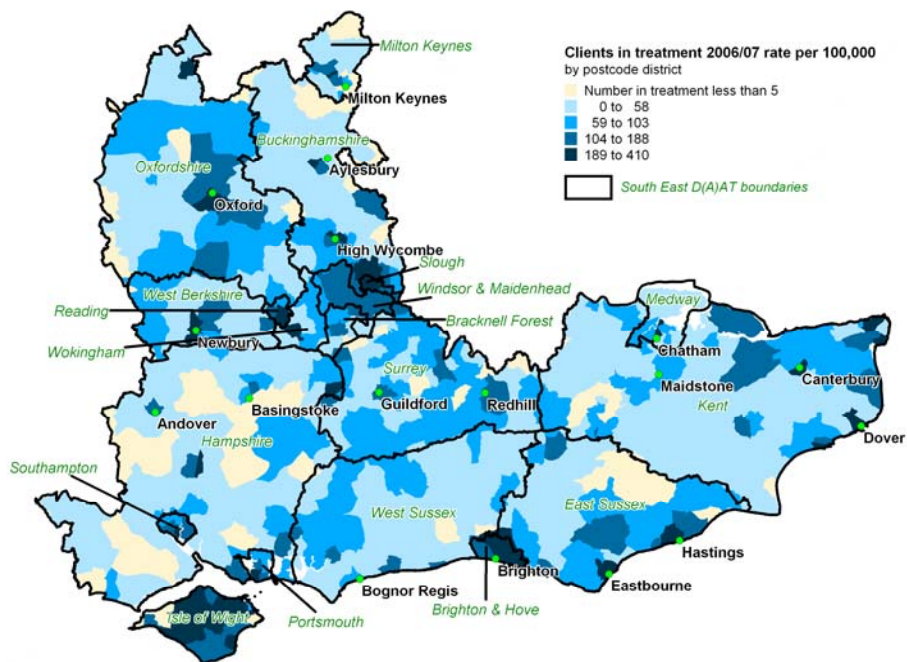 Milton Keynes
Clients in treatment 2006/07 rate per 100,000
by postcode district
Number in treatment less than 5
0 to 58
59 to 103
104 to 188
189 to 410
South East D(A)AT boundaries
Milton Keynes
Buckinghamshire
Aylesbury
Oxfordshire
Oxford
High Wycombe
Slough
West Berkshire
Windsor & Maidenhead
Medway
Reading
Bracknell Forest
Wokingham
Newbury
Chatham
Surrey
Maidstone
Canterbury
Guildford
Redhill
Kent
Basingstoke
Andover
Hampshire
Dover
Southampton
West Sussex
East Sussex
Hastings
Brighton
Eastbourne
Bognor Regis
Brighton & Hove
Isle of Wight
Portsmouth